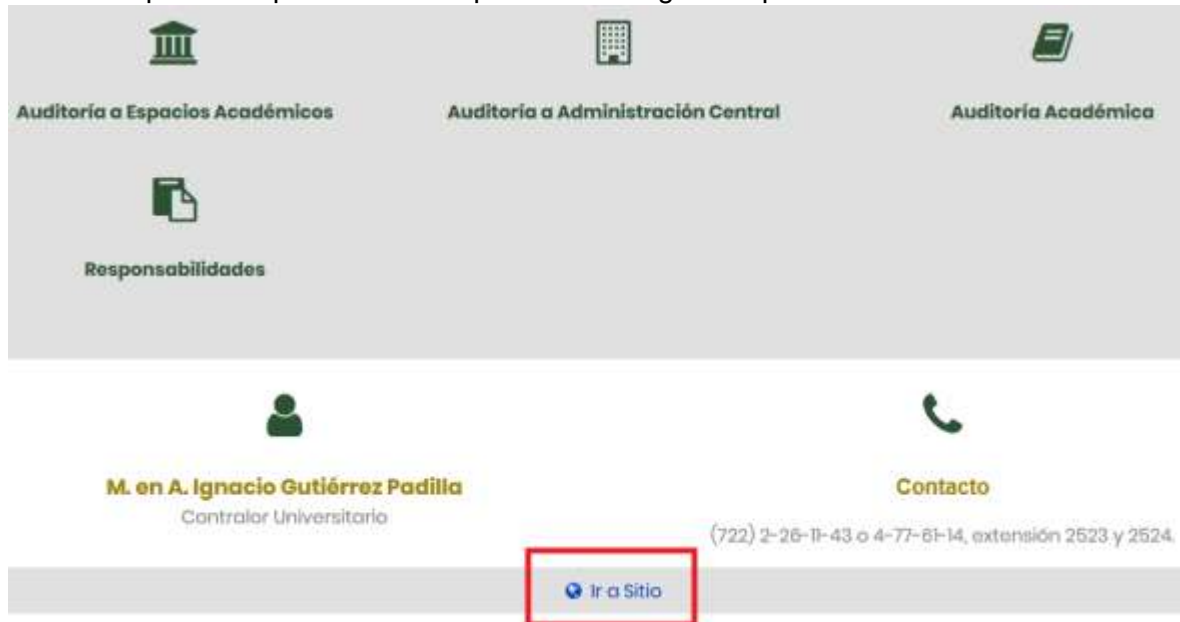 Auditoría a Espacios Académicos
Auditoría a Administración Central
Auditoría Académica
Responsabilidades
M. en A. Ignacio Gutiérrez Padilla
Contralor Universitario
Contacto
(722) 2-26-11-43 o 4-77-61-14, extensión 2523 y 2524.
Ir a Sitio